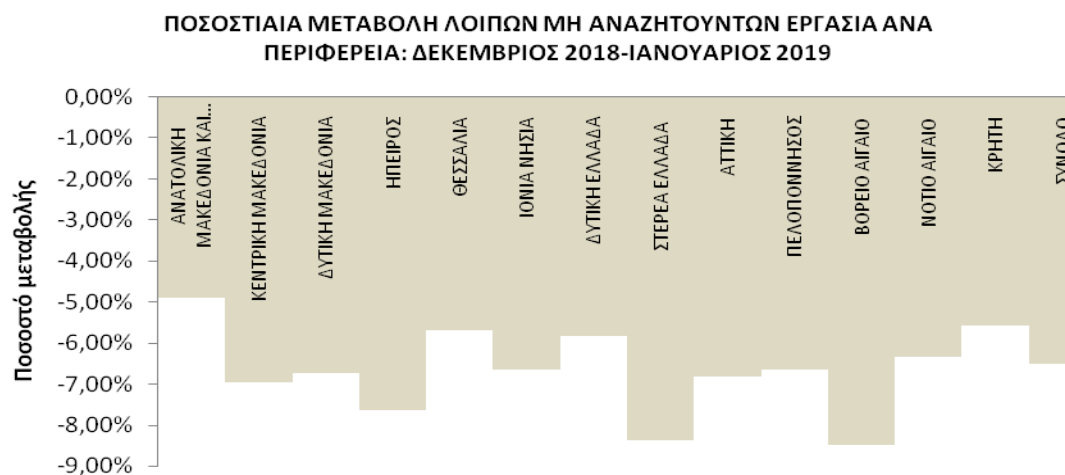 ΠΟΣΟΣΤΙΑΙΑ ΜΕΤΑΒΟΛΗ ΛΟΙΠΩΝ ΜΗ ΑΝΑΖΗΤΟΥΝΤΩΝ ΕΡΓΑΣΙΑ ΑΝΑ
ΠΕΡΙΦΕΡΕΙΑ: ΔΕΚΕΜΒΡΙΟΣ 2018-ΙΑΝΟΥΑΡΙΟΣ 2019
Ποσοστό μεταβολής
0,00%
-1,00%
-2,00%
-3,00%
-4,00%
-5,00%
-6,00%
-7,00%
-8,00%
-9,00%
ΑΝΑΤΟΛΙΚΗ
ΜΑΚΕΔΟΝΙΑ ΚΑΙ...
ΚΕΝΤΡΙΚΗ ΜΑΚΕΔΟΝΙΑ
ΔΥΤΙΚΗ ΜΑΚΕΔΟΝΙΑ
ΗΠΕΙΡΟΣ
ΘΕΣΣΑΛΙΑ
ΙΟΝΙΑ ΝΗΣΙΑ
ΔΥΤΙΚΗ ΕΛΛΑΔΑ
ΣΤΕΡΕΑ ΕΛΛΑΔΑ
ΑΤΤΙΚΗ
ΠΕΛΟΠΟΝΝΗΣΟΣ
ΒΟΡΕΙΟ ΑΙΓΑΙΟ
ΝΟΤΙΟ ΑΙΓΑΙΟ
ΚΡΗΤΗ
ΣΥΝΟΛΟ